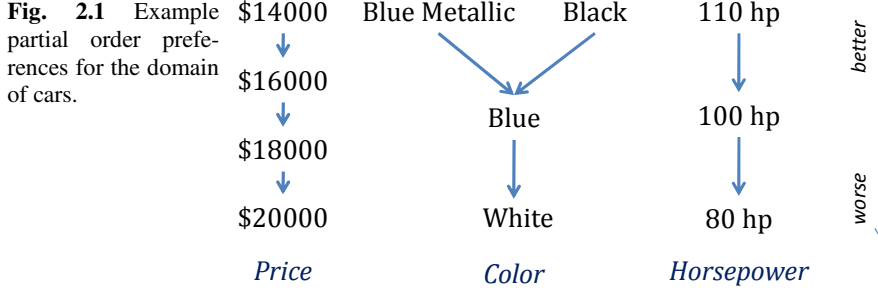 Fig. 2.1 Example
partial order prefe-
rences for the domain
of cars.
$14000 Blue Metallic Black 110 hp
$16000
Blue 100 hp
$18000
$20000 White 80 hp
Price Color Horsepower
better
worse